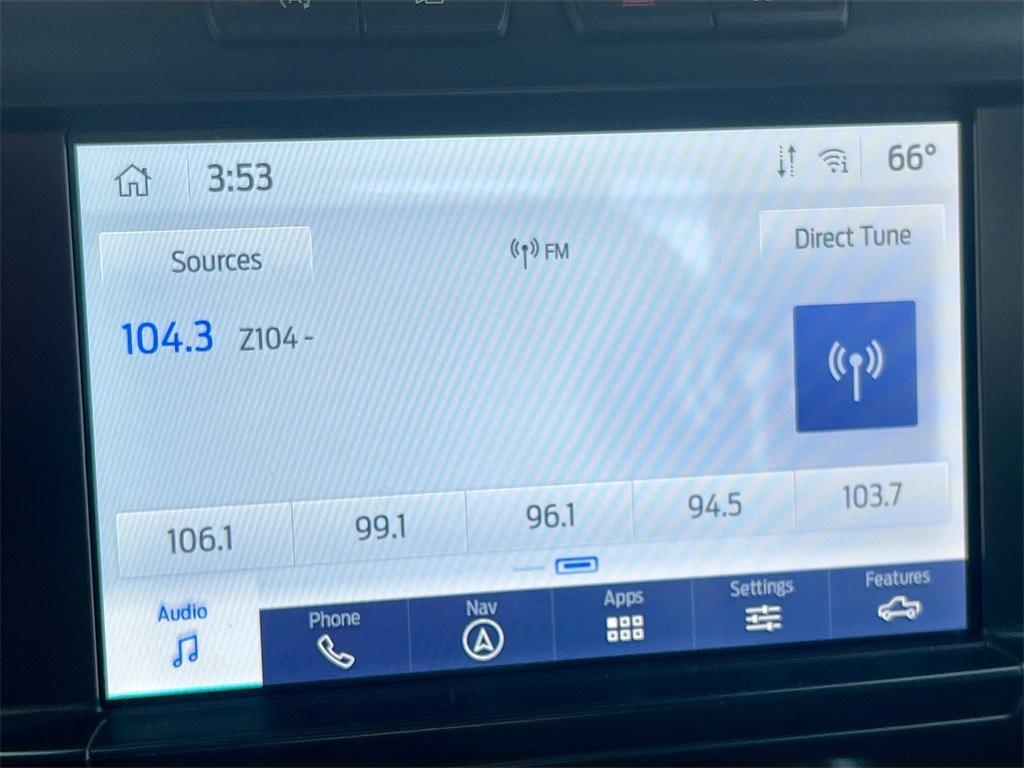 3:53
66°
Sources
FM
Direct Tune
104.3 Z104 -
106.1 99.1 96.1 94.5 103.7
Audio Phone Nav Apps Settings Features